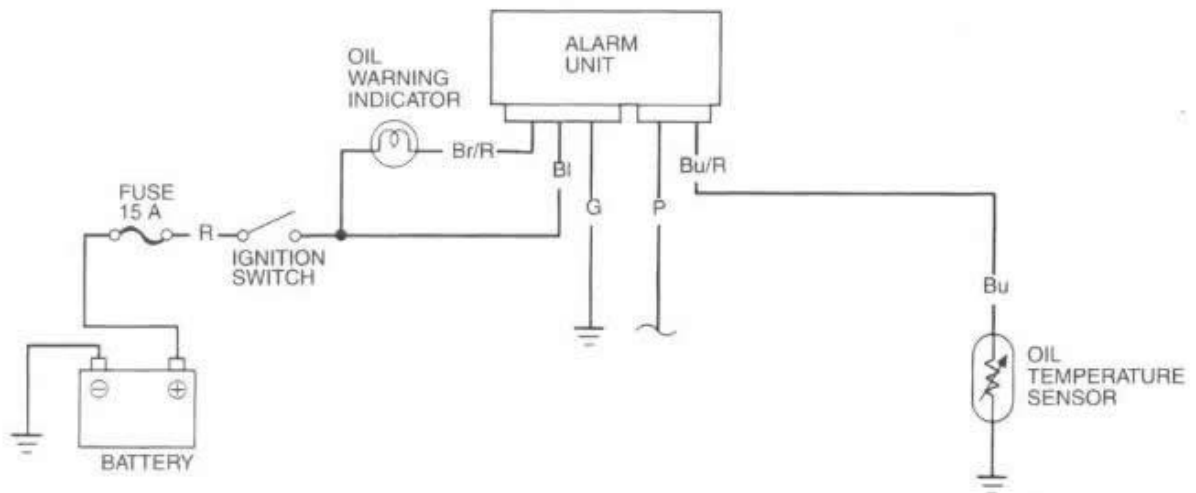 ALARM
UNIT
OIL
WARNING
INDICATOR
Br/R
Bl
Bu/R
FUSE
15 A
R
G
P
IGNITION
SWITCH
Bu
OIL
TEMPERATURE
SENSOR
BATTERY